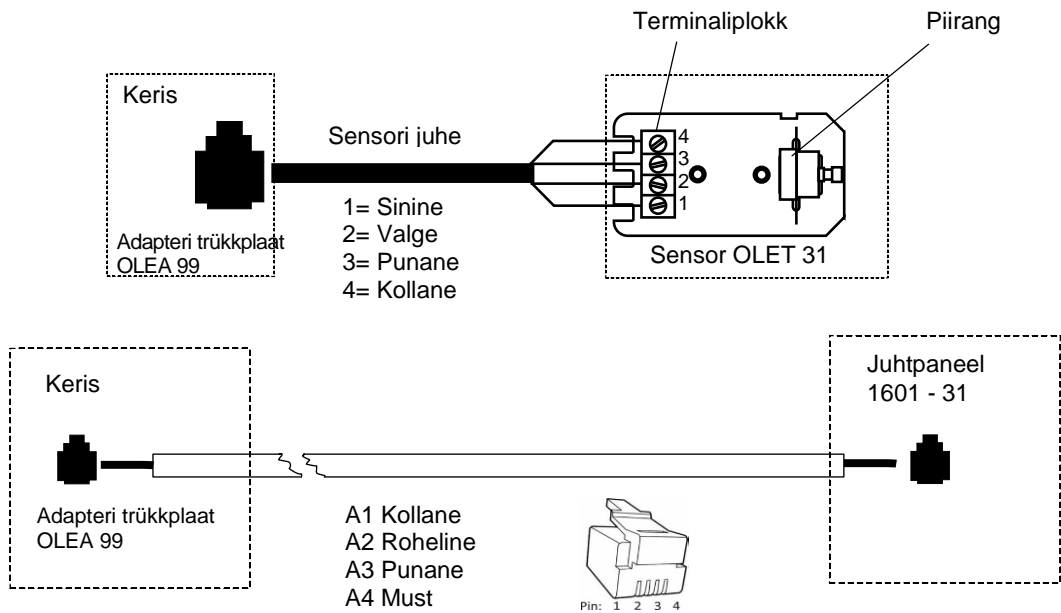 Terminaliplokk
Piirang
Keris
Sensori juhe
4
3
2
1
1= Sinine
2= Valge
3= Punane
4= Kollane
Adapteri trükkplaat
OLEA 99
Sensor OLET 31
Keris
Juhtpaneel
1601 - 31
Adapteri trükkplaat
OLEA 99
A1 Kollane
A2 Roheline
A3 Punane
A4 Must
Pin: 1 2 3 4